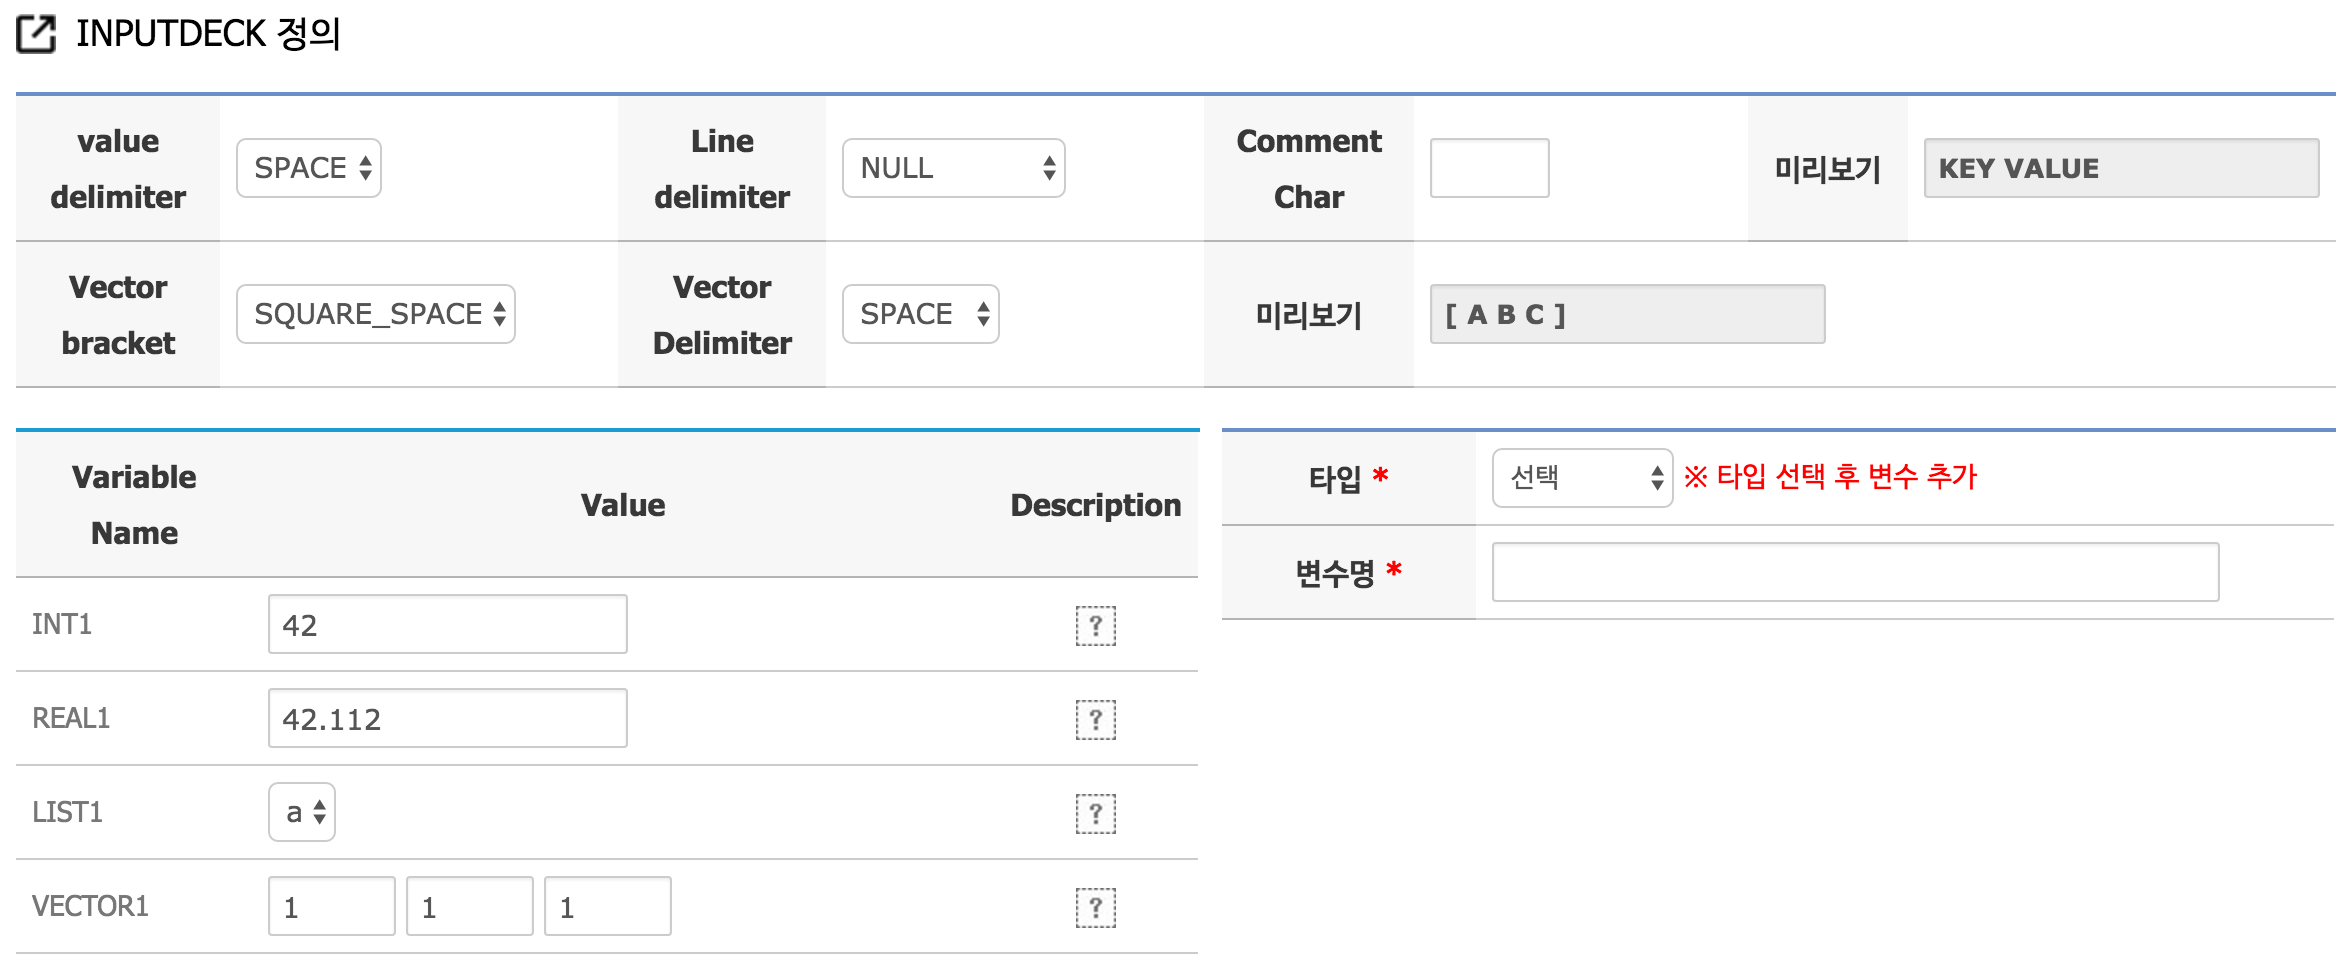 INPUTDECK 정의
value delimiter SPACE Line delimiter NULL Comment Char 미리보기 KEY VALUE
Vector bracket SQUARE_SPACE Vector Delimiter SPACE 미리보기 [ A B C ]
Variable Name Value Description
INT1 42 ?
REAL1 42.112 ?
LIST1 a ?
VECTOR1 1 1 1 ?
타입 * 선택 ※ 타입 선택 후 변수 추가
변수명 *